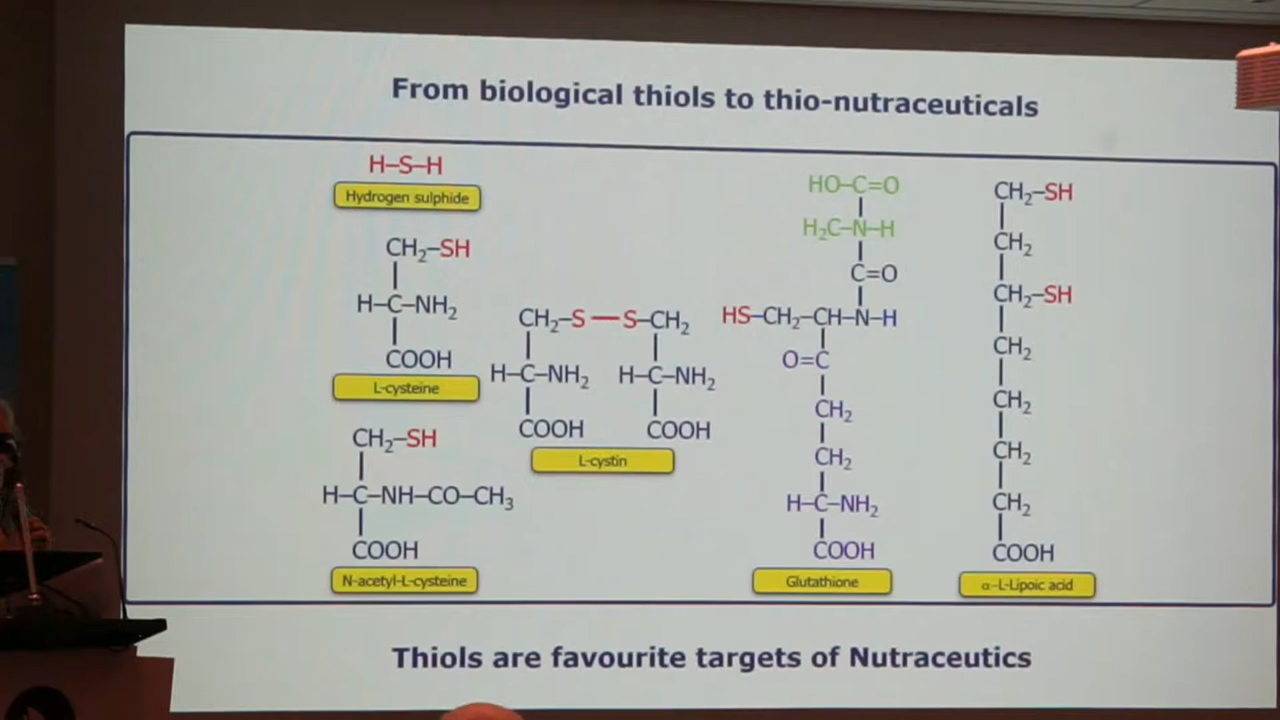 From biological thiols to thio-nutraceuticals
H–S–H
Hydrogen sulphide
CH₂–SH
H–C–NH₂
COOH
L-cysteine
CH₂–SH
H–C–NH–CO–CH₃
COOH
N-acetyl-L-cysteine
CH₂–S—S–CH₂
H–C–NH₂ H–C–NH₂
COOH COOH
L-cystin
HO–C=O
H₂C–N–H
C=O
HS–CH₂–CH–N–H
O=C
CH₂
CH₂
H–C–NH₂
COOH
Glutathione
CH₂–SH
CH₂
CH₂–SH
CH₂
CH₂
CH₂
CH₂
COOH
α-L-Lipoic acid
Thiols are favourite targets of Nutraceutics